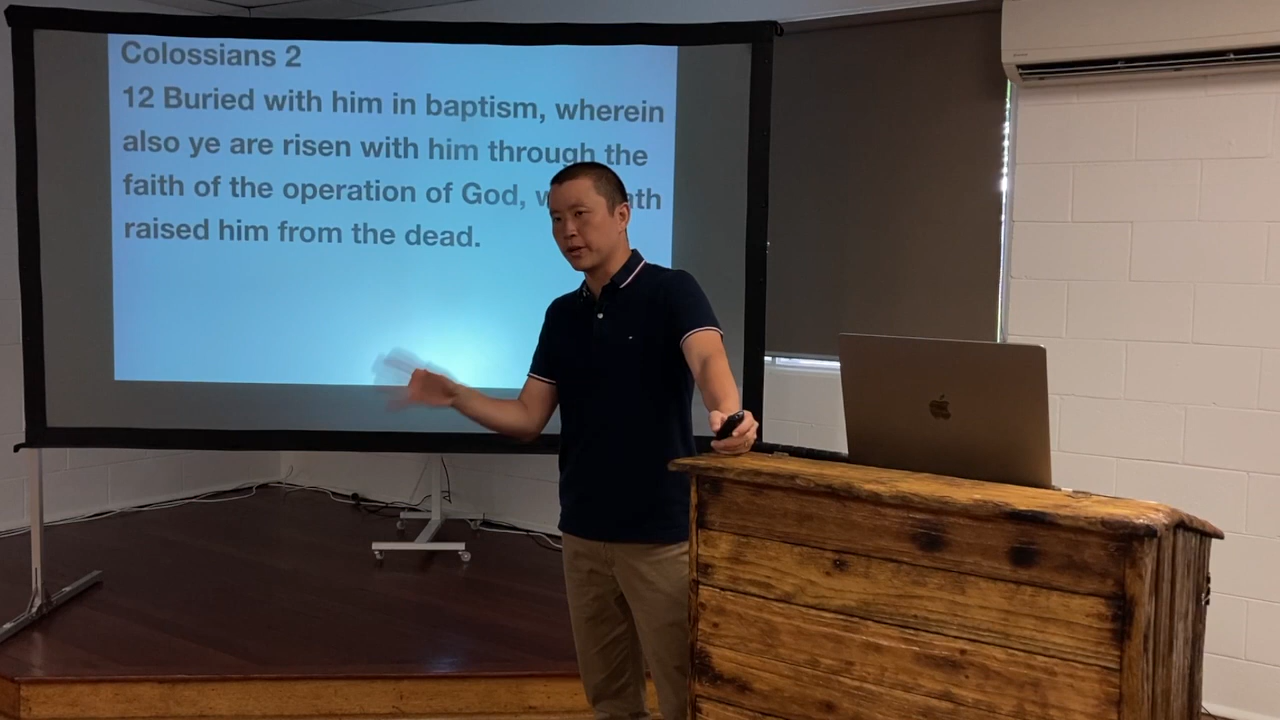 Colossians 2
12 Buried with him in baptism, wherein
also ye are risen with him through the
faith of the operation of God,
raised him from the dead.